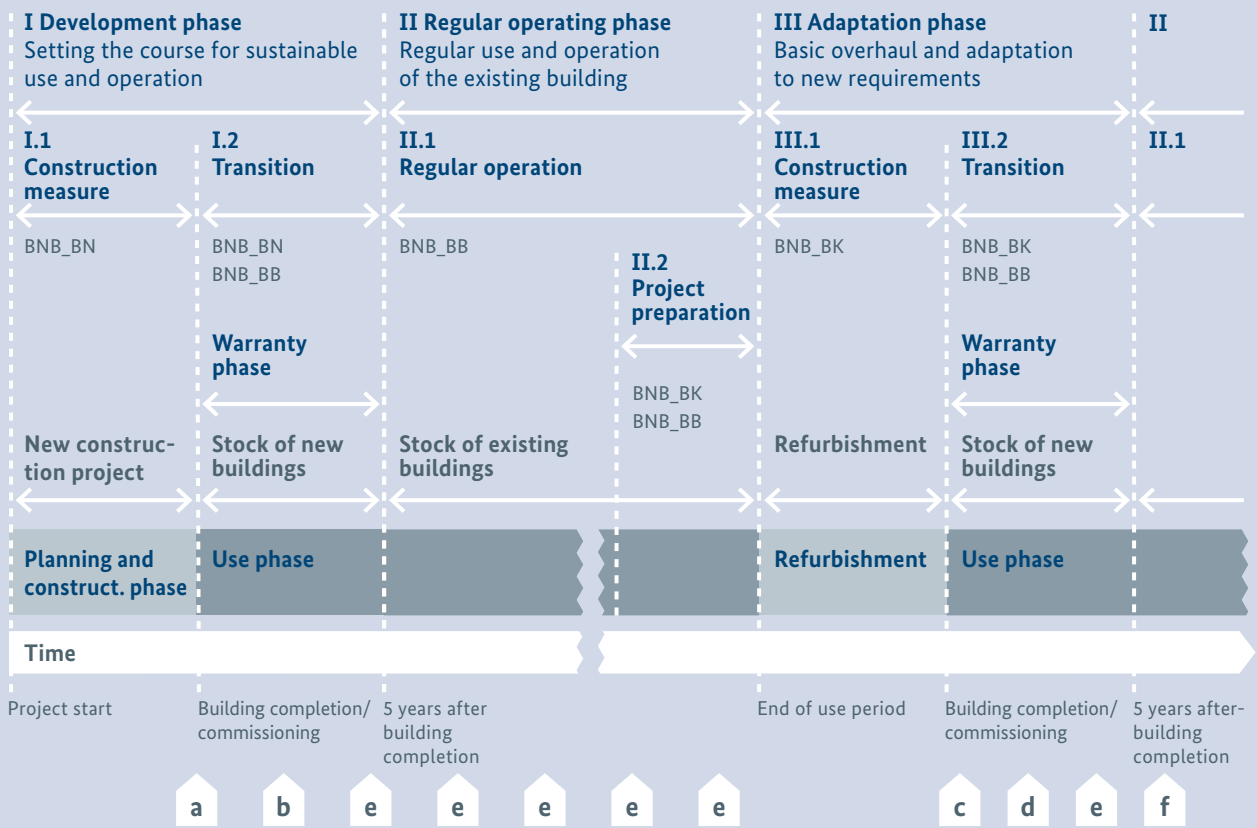 I Development phase
Setting the course for sustainable
use and operation
II Regular operating phase
Regular use and operation
of the existing building
III Adaptation phase
Basic overhaul and adaptation
to new requirements
II
I.1
Construction
measure
I.2
Transition
II.1
Regular operation
III.1
Construction
measure
III.2
Transition
II.1
BNB_BN
BNB_BN
BNB_BB
BNB_BB
II.2
Project
preparation
BNB_BK
BNB_BB
BNB_BK
BNB_BK
BNB_BB
Warranty
phase
Warranty
phase
New construc-
tion project
Stock of new
buildings
Stock of existing
buildings
Refurbishment
Stock of new
buildings
Planning and
construct. phase
Use phase
Refurbishment
Use phase
Time
Project start
Building completion/
commissioning
5 years after
building
completion
End of use period
Building completion/
commissioning
5 years after-
building
completion
a
b
e
e
e
e
e
c
d
e
f